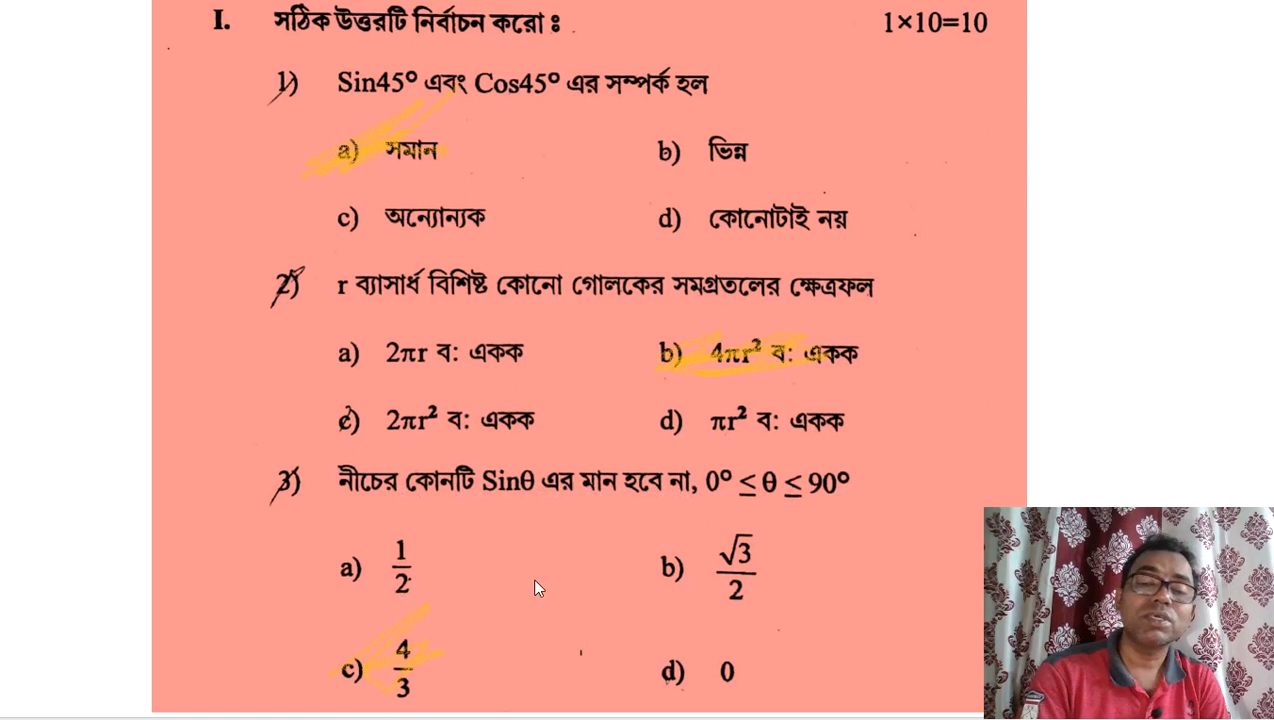 I. সঠিক উত্তরটি নির্বাচন করো ঃ 1×10=10
1) Sin45° এবং Cos45° এর সম্পর্ক হল
a) সমান b) ভিন্ন
c) অন্যোন্যক d) কোনোটাই নয়
2) r ব্যাসার্ধ বিশিষ্ট কোনো গোলকের সমগ্রতলের ক্ষেত্রফল
a) 2πr ব: একক b) 4πr² ব: একক
c) 2πr² ব: একক d) πr² ব: একক
3) নীচের কোনটি Sinθ এর মান হবে না, 0° ≤ θ ≤ 90°
a) 1/2 b) √3/2
c) 4/3 d) 0